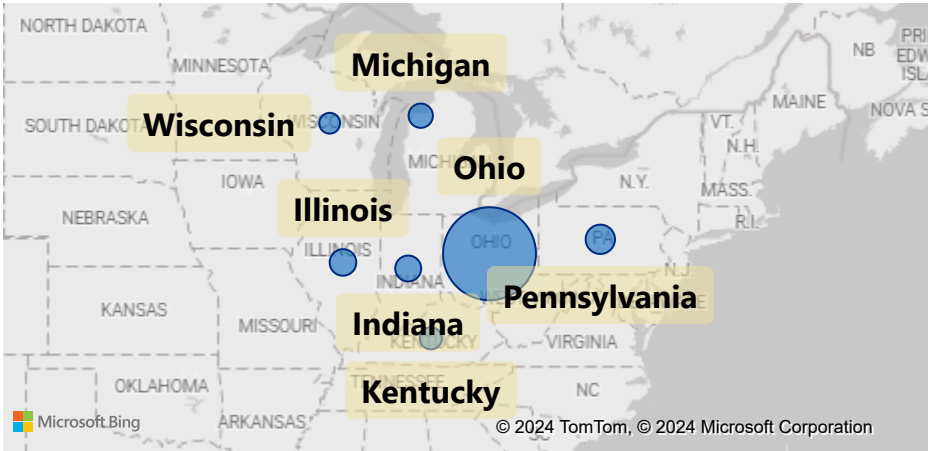 NORTH DAKOTA
MINNESOTA
Michigan
NB
MAINE
SOUTH DAKOTA
Wisconsin
WISCONSIN
NOVA S
VT.
N.H.
MICHI
Ohio
IOWA
N.Y.
MASS.
NEBRASKA
Illinois
R.I.
ILLINOIS
OHIO
PA
INDIANA
N.J.
KANSAS
Pennsylvania
MISSOURI
Indiana
KENTUCKY
VIRGINIA
OKLAHOMA
TENNESSEE
Kentucky
NC
ARKANSAS
Microsoft Bing
© 2024 TomTom, © 2024 Microsoft Corporation